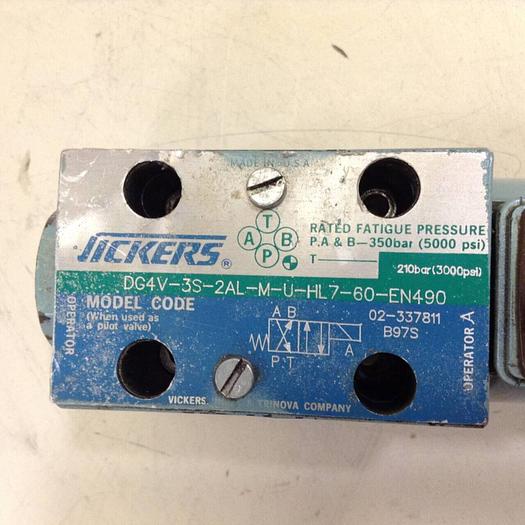 MADE IN U.S.A.
VICKERS®
T
A B
P
RATED FATIGUE PRESSURE
P.A & B-350bar (5000 psi)
T 210bar (3000psi)
DG4V-3S-2AL-M-U-HL7-60-EN490
MODEL CODE
(When used as
a pilot valve)
OPERATOR
A B
P T
A
02-337811
B97S
OPERATOR A
VICKERS, A TRINOVA COMPANY